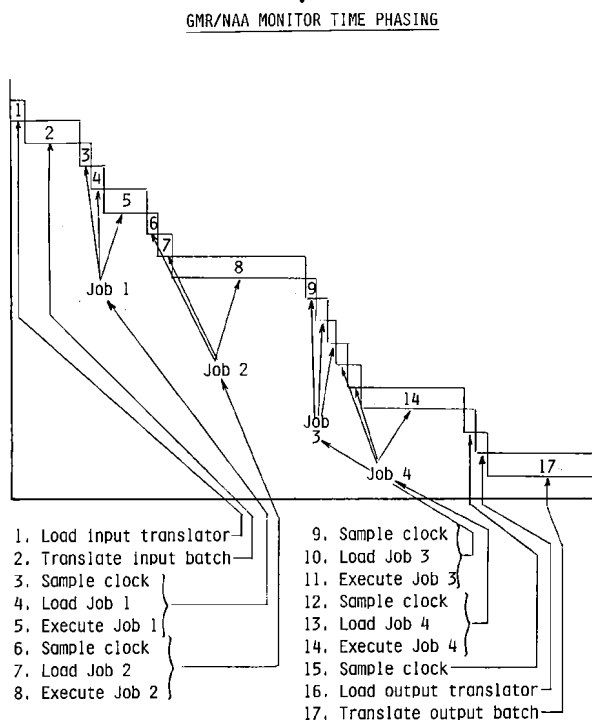 GMR/NAA MONITOR TIME PHASING
1
2
3
4
5
6
7
8
9
Job 1
Job 2
Job
3
14
Job 4
17
1. Load input translator
2. Translate input batch
3. Sample clock
4. Load Job 1
5. Execute Job 1
6. Sample clock
7. Load Job 2
8. Execute Job 2
9. Sample clock
10. Load Job 3
11. Execute Job 3
12. Sample clock
13. Load Job 4
14. Execute Job 4
15. Sample clock
16. Load output translator
17. Translate output batch